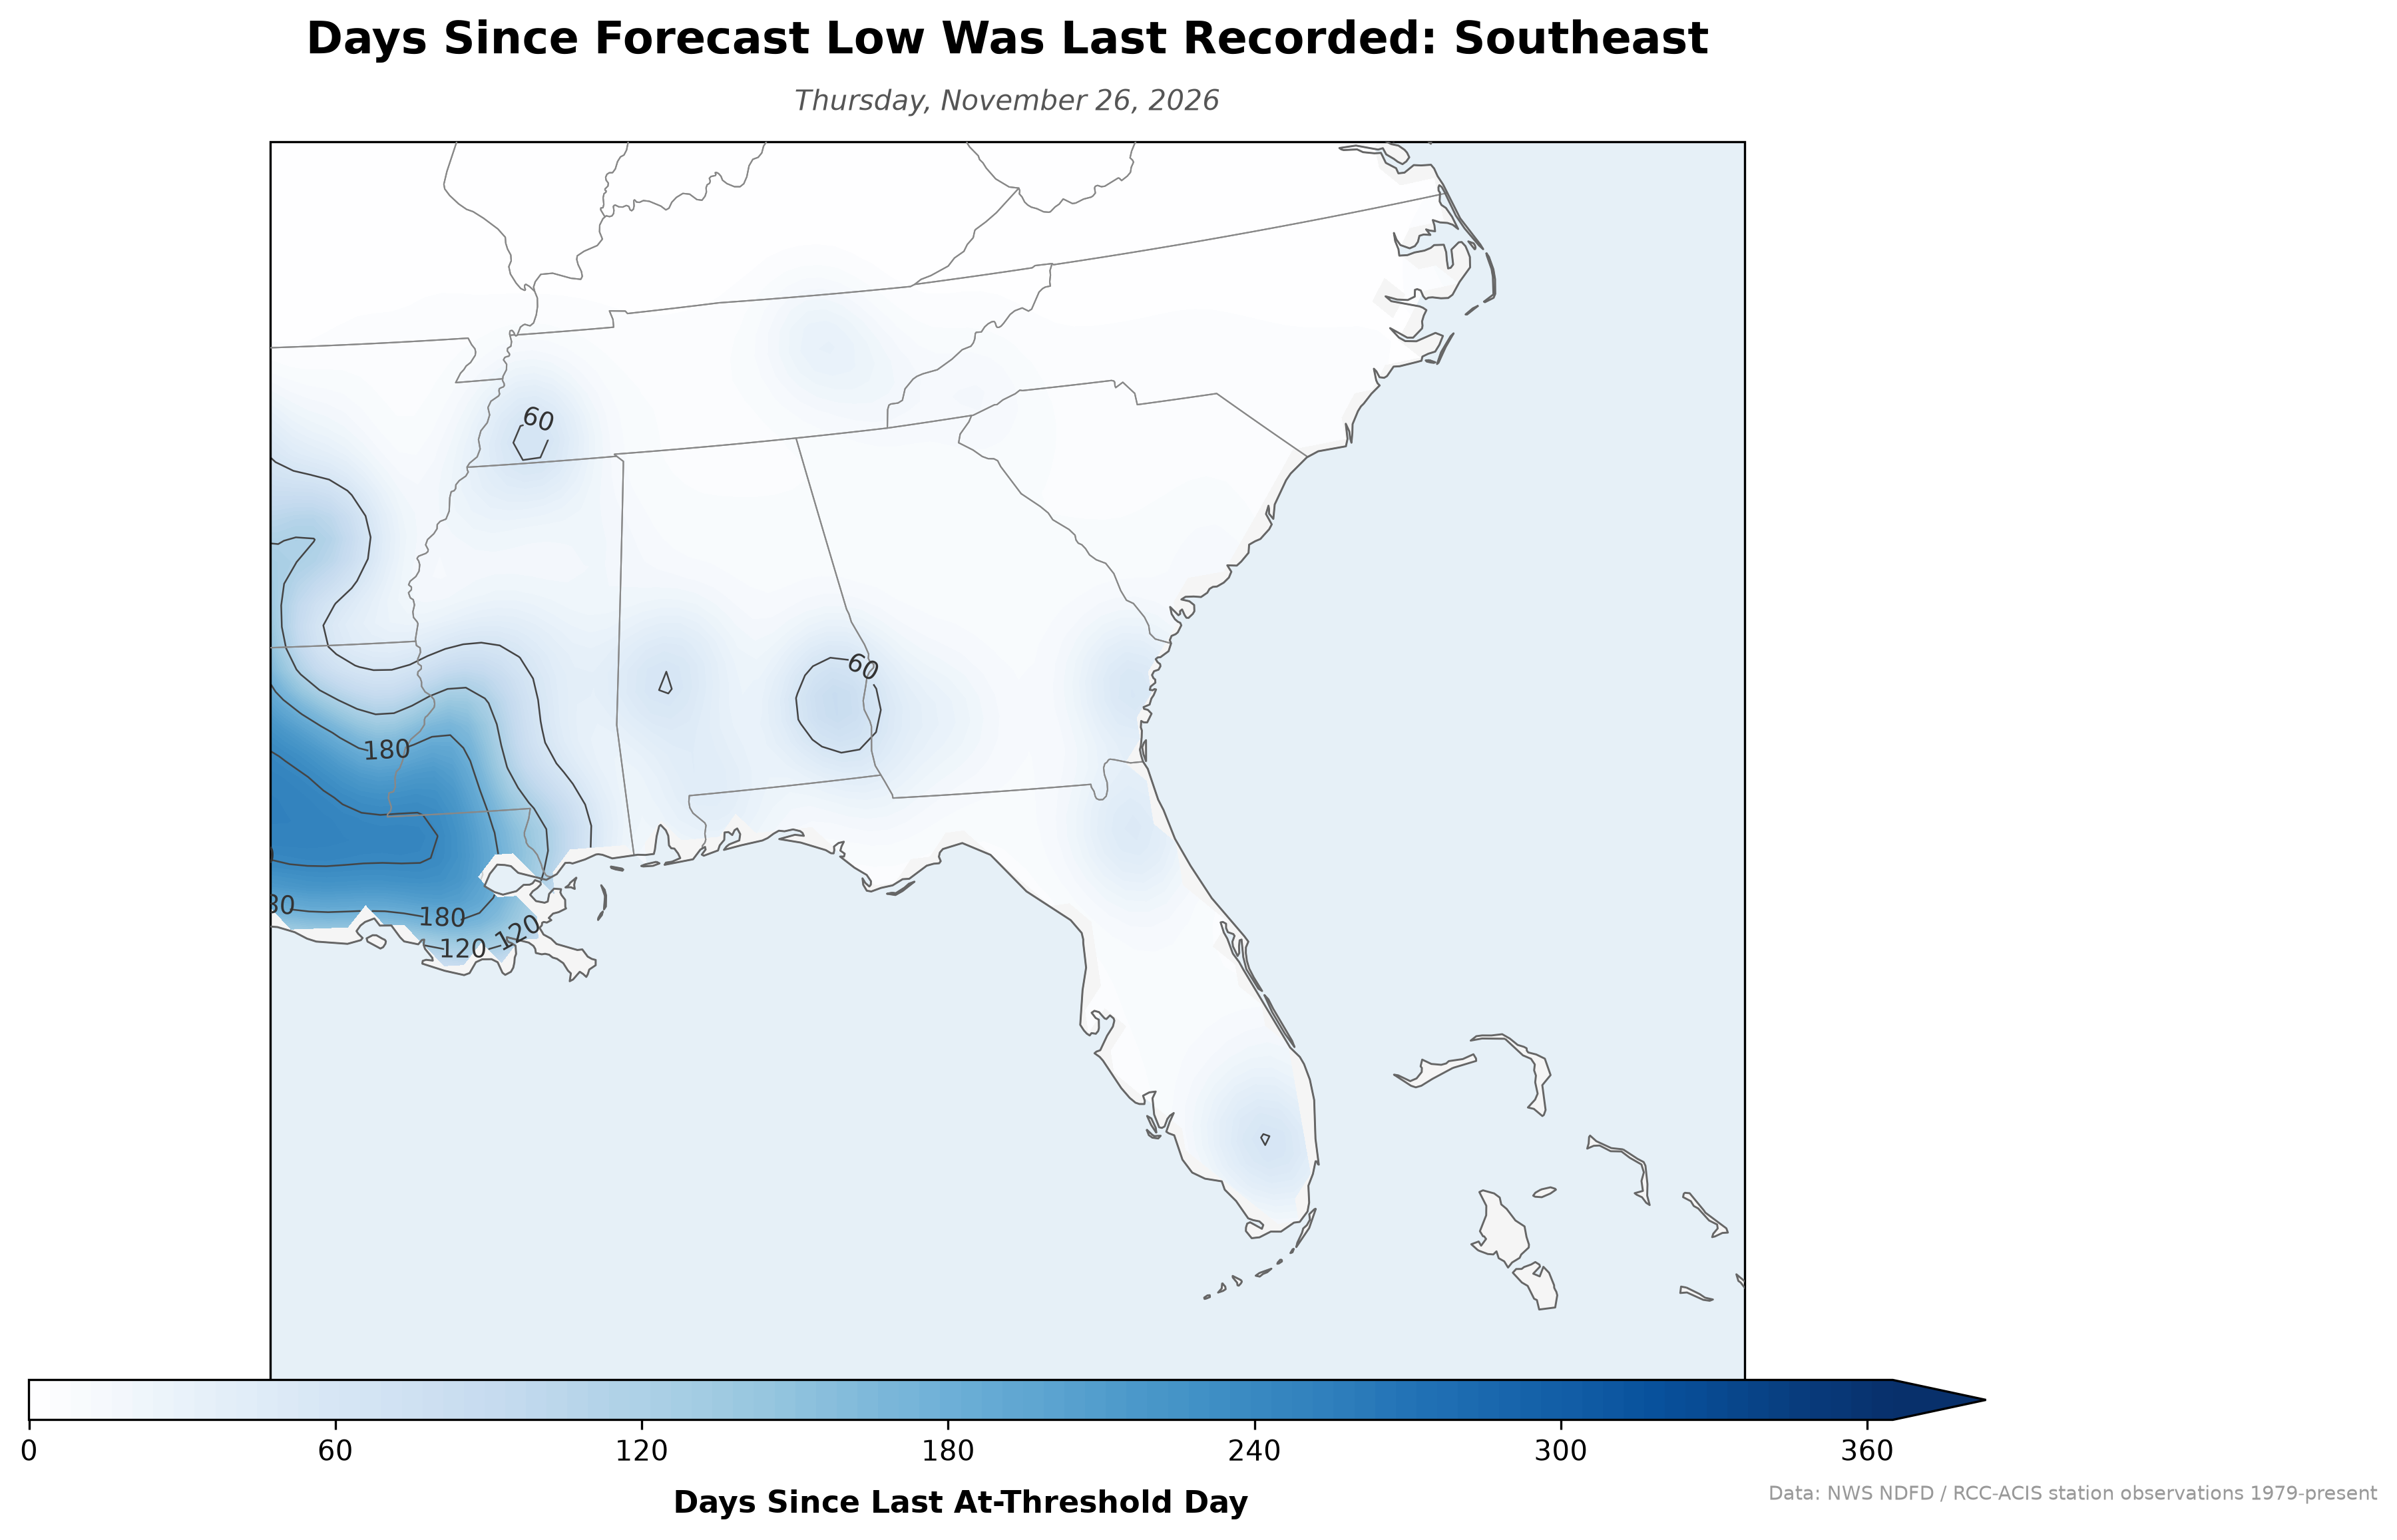 Days Since Forecast Low Was Last Recorded: Southeast
Thursday, November 26, 2026
60
60
180
80
180
120
120
0 60 120 180 240 300 360
Days Since Last At-Threshold Day
Data: NWS NDFD / RCC-ACIS station observations 1979-present